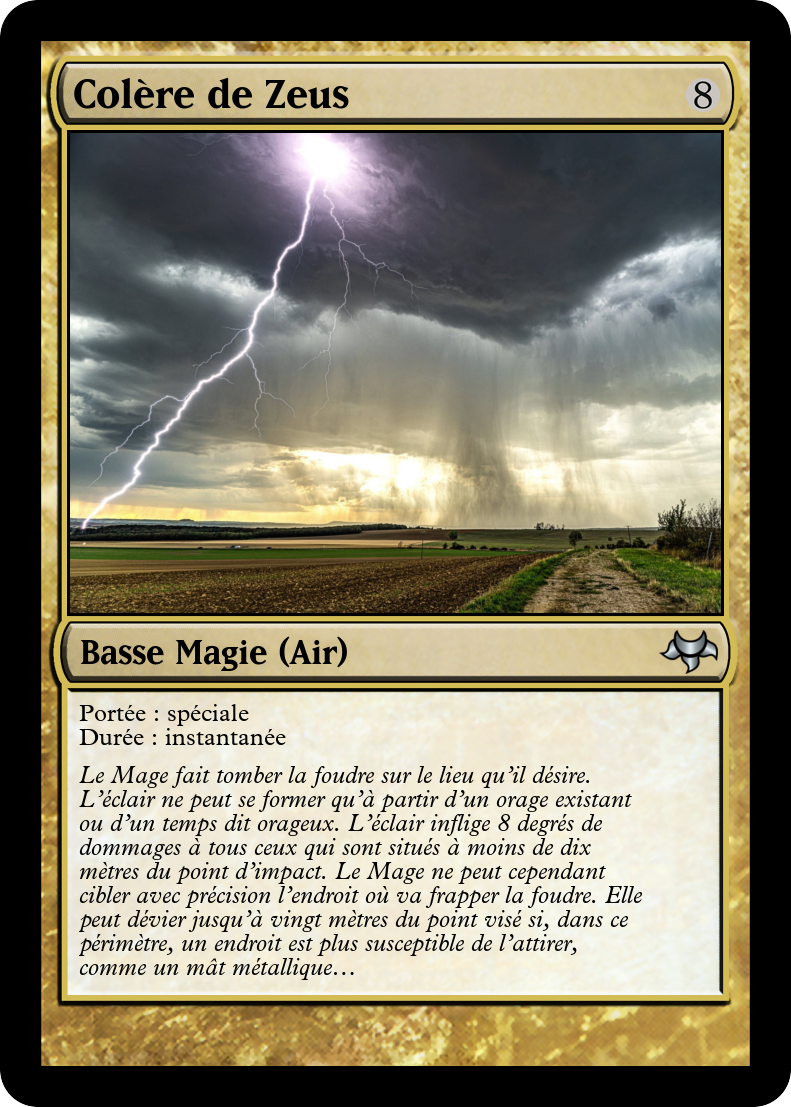 Colère de Zeus
8
Basse Magie (Air)
Portée : spéciale
Durée : instantanée
Le Mage fait tomber la foudre sur le lieu qu'il désire.
L'éclair ne peut se former qu'à partir d'un orage existant
ou d'un temps dit orageux. L'éclair inflige 8 degrés de
dommages à tous ceux qui sont situés à moins de dix
mètres du point d'impact. Le Mage ne peut cependant
cibler avec précision l'endroit où va frapper la foudre. Elle
peut dévier jusqu'à vingt mètres du point visé si, dans ce
périmètre, un endroit est plus susceptible de l'attirer,
comme un mât métallique…